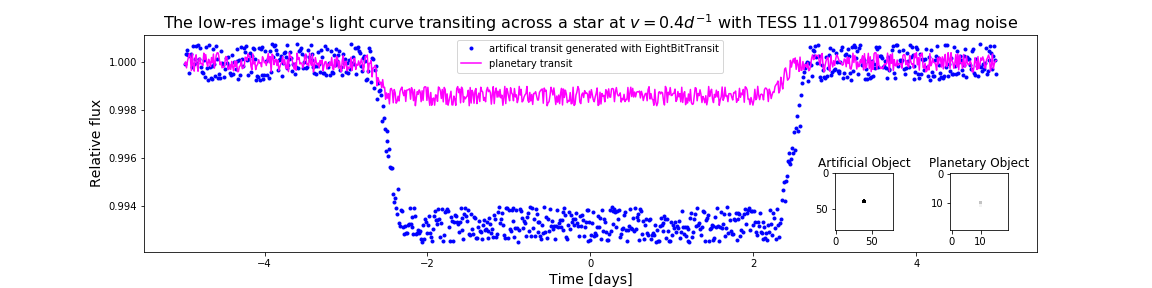 The low-res image's light curve transiting across a star at v = 0.4d⁻¹ with TESS 11.0179986504 mag noise
artifical transit generated with EightBitTransit
planetary transit
Relative flux
1.000
0.998
0.996
0.994
Artificial Object
0
50
0
50
Planetary Object
0
10
0
10
−4
−2
0
2
4
Time [days]